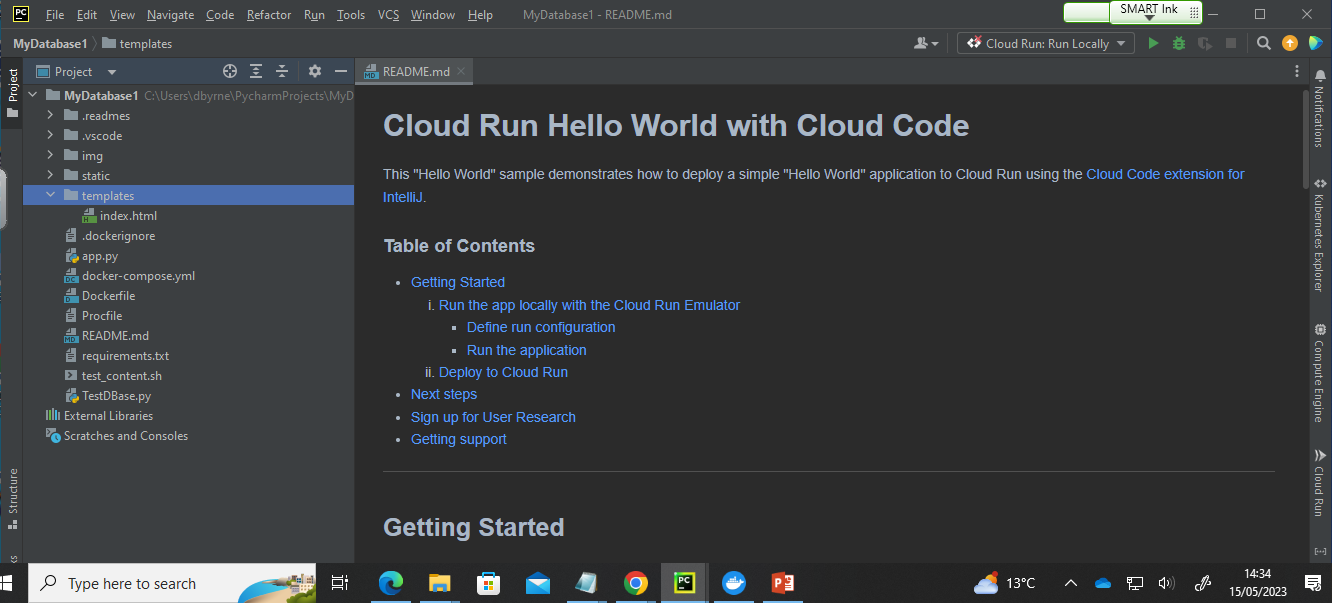 PC File Edit View Navigate Code Refactor Run Tools VCS Window Help MyDatabase1 - README.md SMART Ink
MyDatabase1 templates Cloud Run: Run Locally
Project README.md
Project
Structure
MyDatabase1 C:\Users\dbyrne\PycharmProjects\MyD
.readmes
.vscode
img
static
templates
index.html
.dockerignore
app.py
docker-compose.yml
Dockerfile
Procfile
README.md
requirements.txt
test_content.sh
TestDBase.py
External Libraries
Scratches and Consoles
Cloud Run Hello World with Cloud Code
This "Hello World" sample demonstrates how to deploy a simple "Hello World" application to Cloud Run using the Cloud Code extension for
IntelliJ.
Table of Contents
• Getting Started
i. Run the app locally with the Cloud Run Emulator
▪ Define run configuration
▪ Run the application
ii. Deploy to Cloud Run
• Next steps
• Sign up for User Research
• Getting support
Getting Started
Notifications
Kubernetes Explorer
Compute Engine
Cloud Run
Type here to search
PC
13°C
14:34
15/05/2023